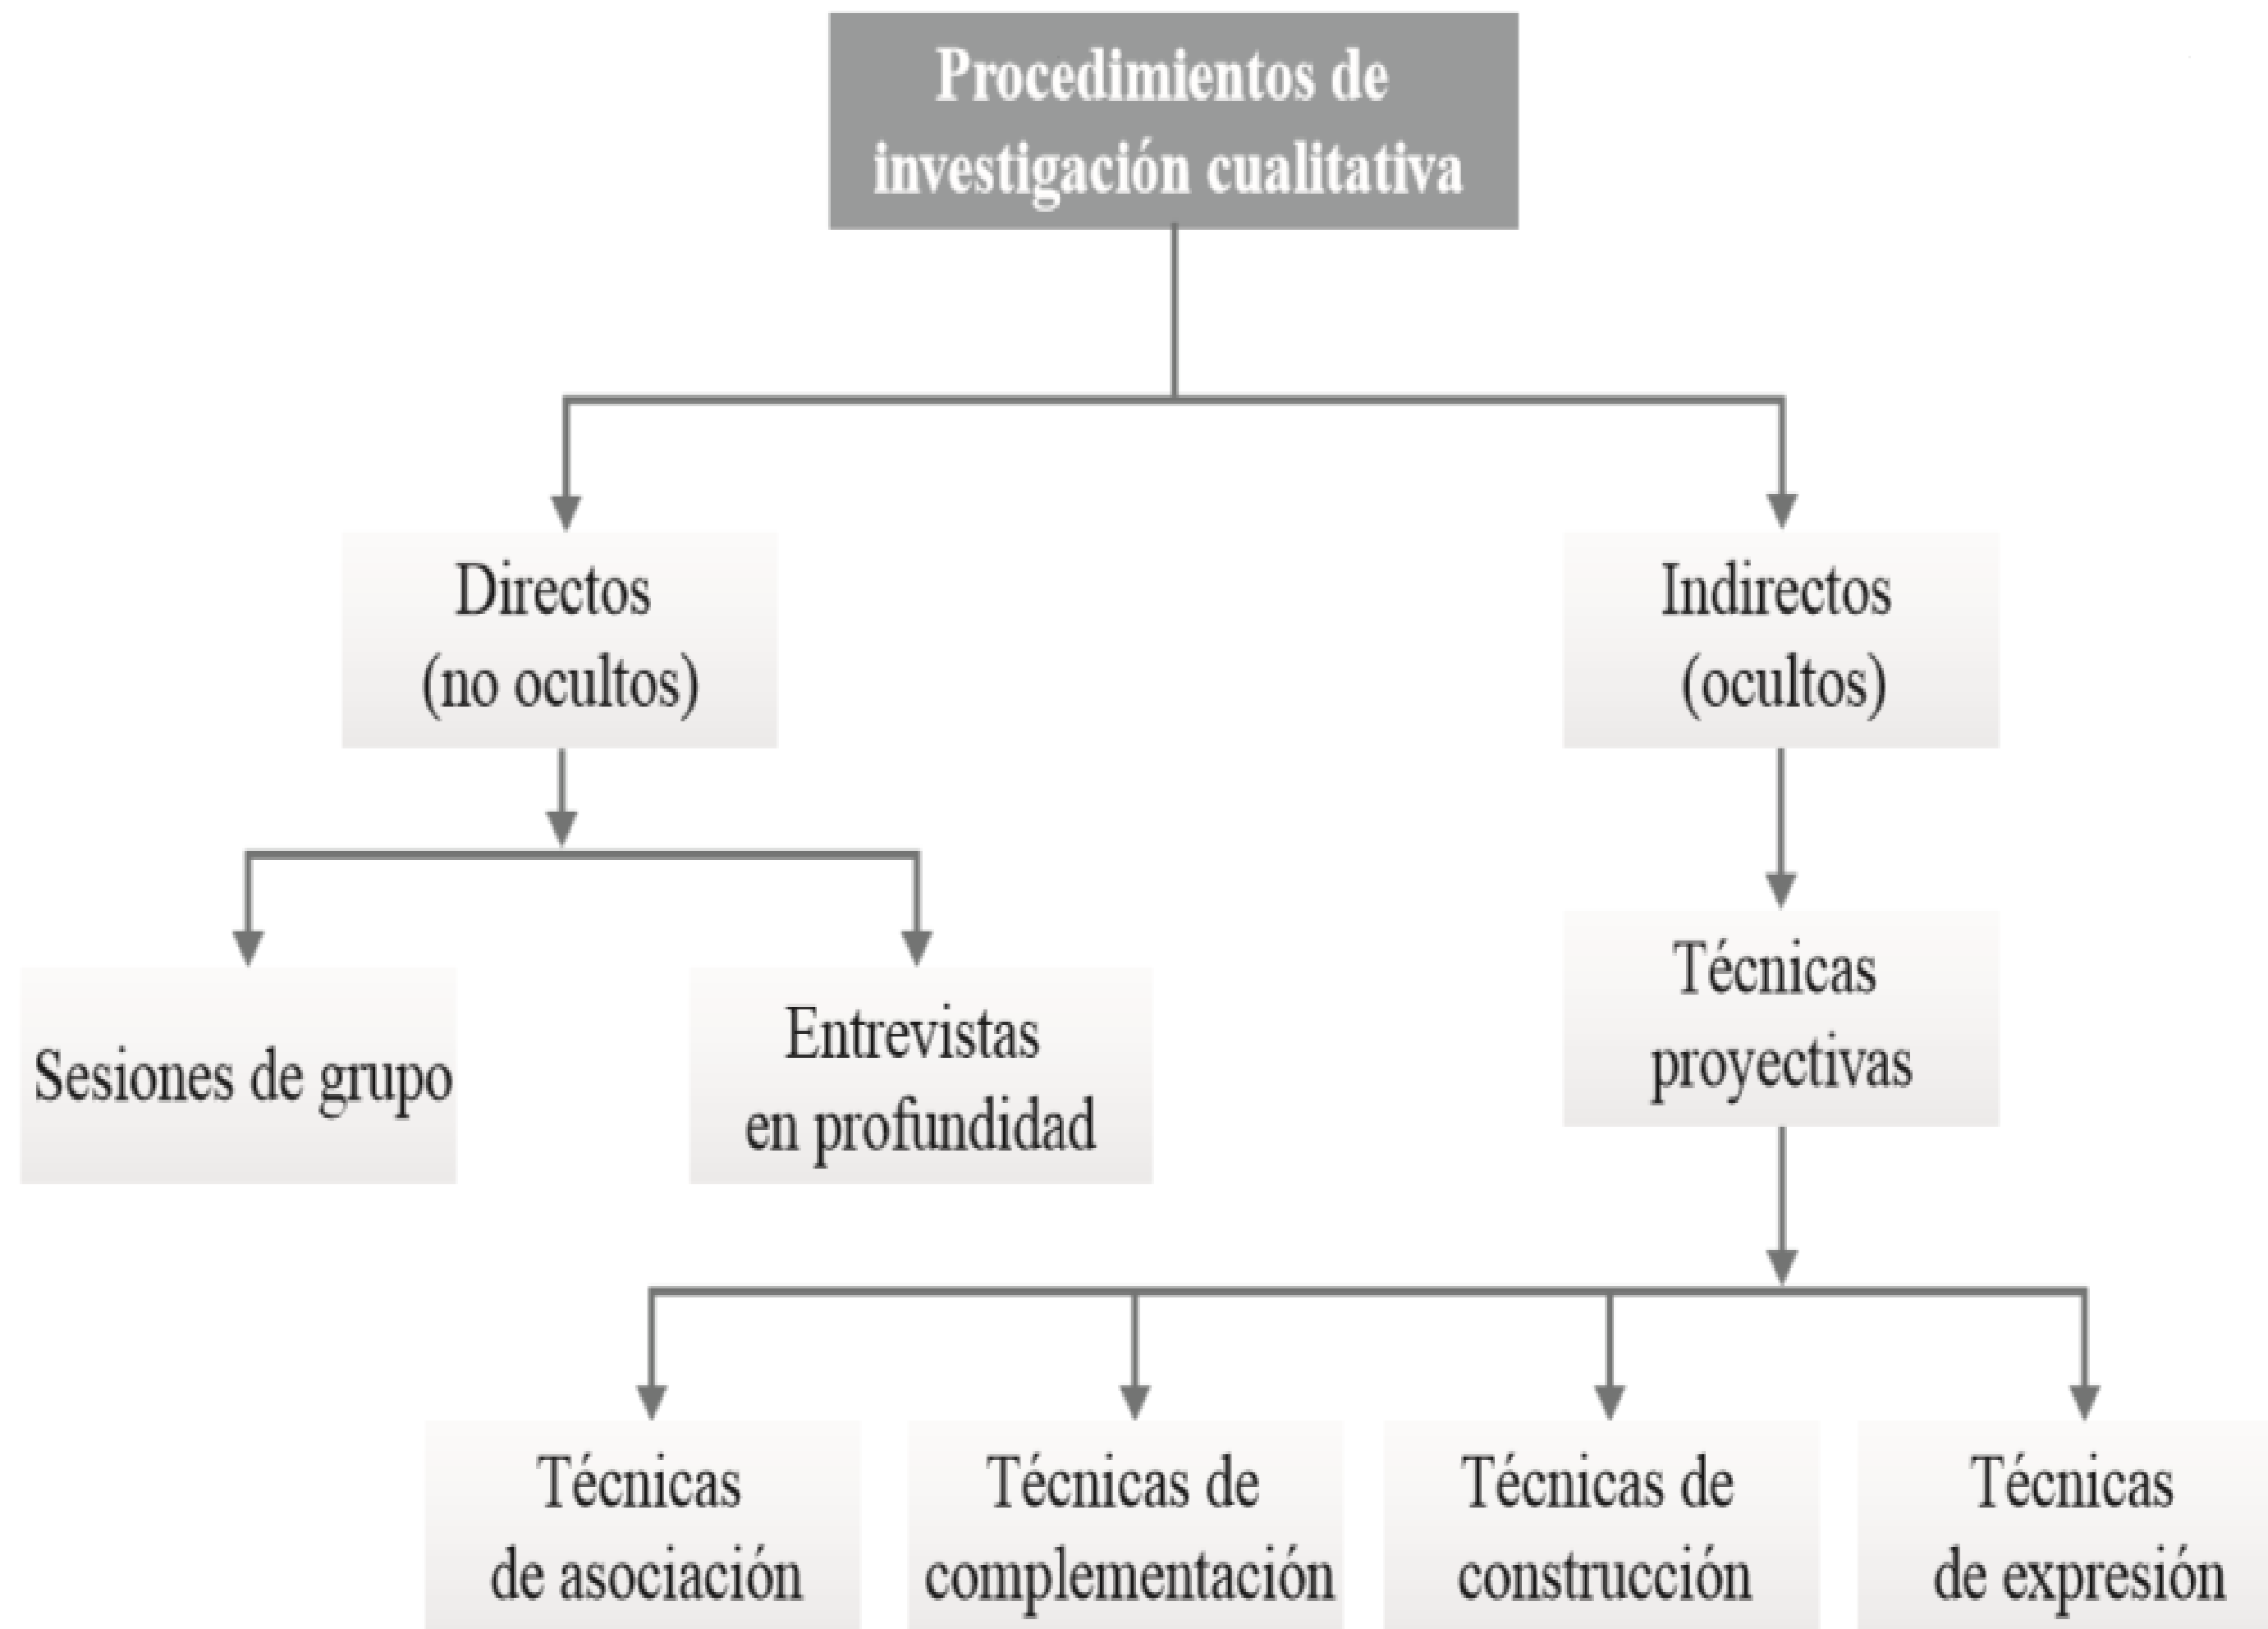 Procedimientos de
investigación cualitativa
Directos
(no ocultos)
Indirectos
(ocultos)
Sesiones de grupo
Entrevistas
en profundidad
Técnicas
proyectivas
Técnicas
de asociación
Técnicas de
complementación
Técnicas de
construcción
Técnicas
de expresión